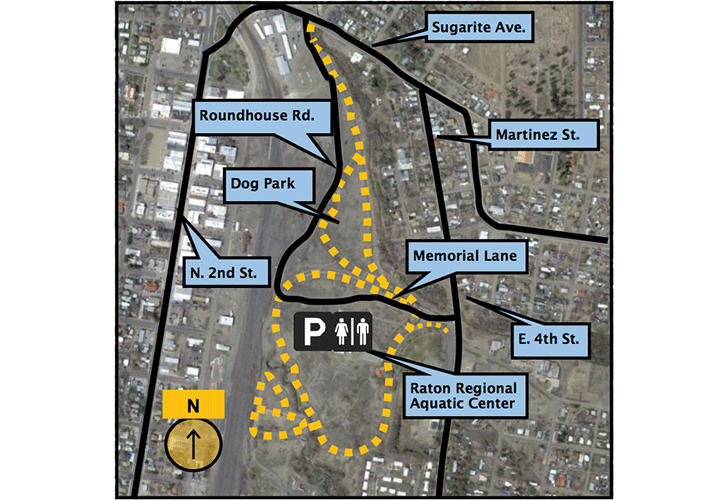 Sugarite Ave.
Roundhouse Rd.
Martinez St.
Dog Park
Memorial Lane
N. 2nd St.
P
E. 4th St.
Raton Regional
Aquatic Center
N